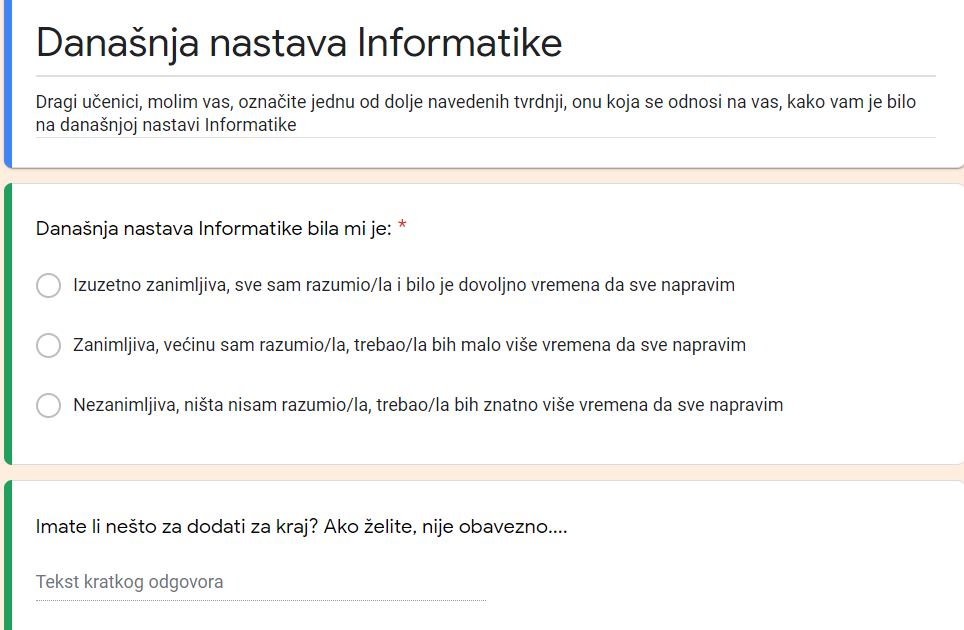 Današnja nastava Informatike
Dragi učenici, molim vas, označite jednu od dolje navedenih tvrdnji, onu koja se odnosi na vas, kako vam je bilo
na današnjoj nastavi Informatike
Današnja nastava Informatike bila mi je: *
Izuzetno zanimljiva, sve sam razumio/la i bilo je dovoljno vremena da sve napravim
Zanimljiva, većinu sam razumio/la, trebao/la bih malo više vremena da sve napravim
Nezanimljiva, ništa nisam razumio/la, trebao/la bih znatno više vremena da sve napravim
Imate li nešto za dodati za kraj? Ako želite, nije obavezno....
Tekst kratkog odgovora